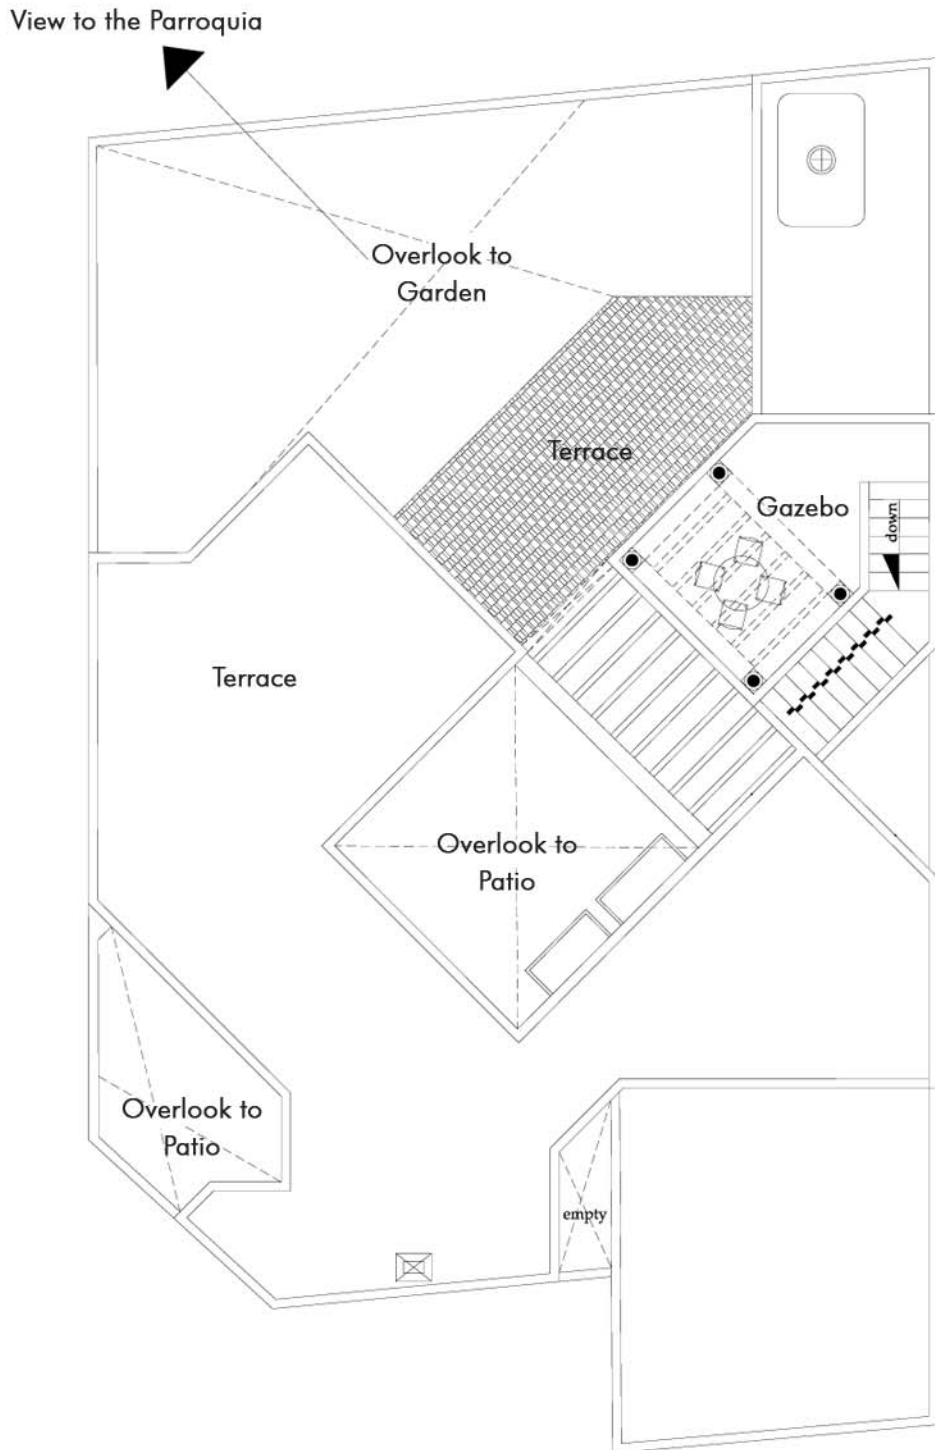 View to the Parroquia
Overlook to
Garden
Terrace
Gazebo
down
Terrace
Overlook to
Patio
Overlook to
Patio
empty